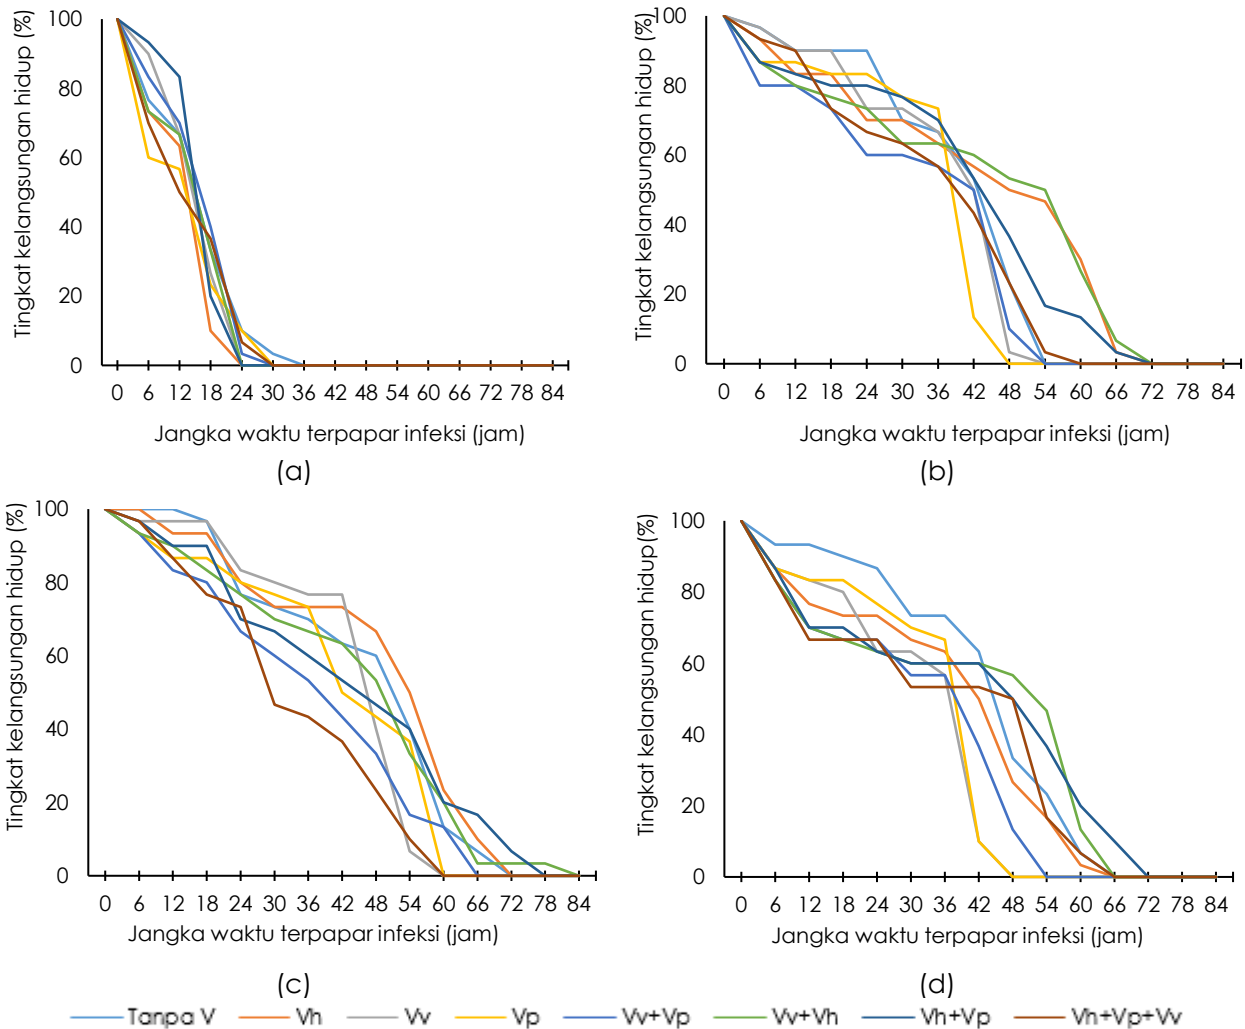 Tingkat kelangsungan hidup (%)
100
80
60
40
20
0
0 6 12 18 24 30 36 42 48 54 60 66 72 78 84
Jangka waktu terpapar infeksi (jam)
(a)
Tingkat kelangsungan hidup (%)
100
80
60
40
20
0
0 6 12 18 24 30 36 42 48 54 60 66 72 78 84
Jangka waktu terpapar infeksi (jam)
(b)
Tingkat kelangsungan hidup (%)
100
80
60
40
20
0
0 6 12 18 24 30 36 42 48 54 60 66 72 78 84
Jangka waktu terpapar infeksi (jam)
(c)
Tingkat kelangsungan hidup(%)
100
80
60
40
20
0
0 6 12 18 24 30 36 42 48 54 60 66 72 78 84
Jangka waktu terpapar infeksi (jam)
(d)
Tanpa V Vh Vv Vp Vv+Vp Vv+Vh Vh+Vp Vh+Vp+Vv